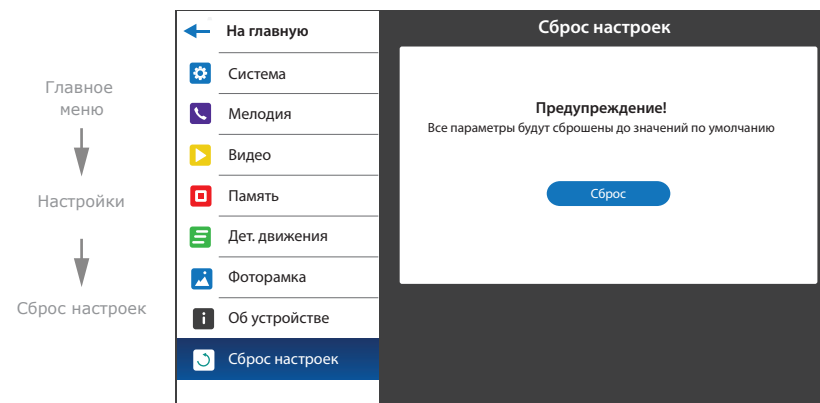 Главное
меню
Настройки
Сброс настроек
На главную
Система
Мелодия
Видео
Память
Дет. движения
Фоторамка
Об устройстве
Сброс настроек
Сброс настроек
Предупреждение!
Все параметры будут сброшены до значений по умолчанию
Сброс